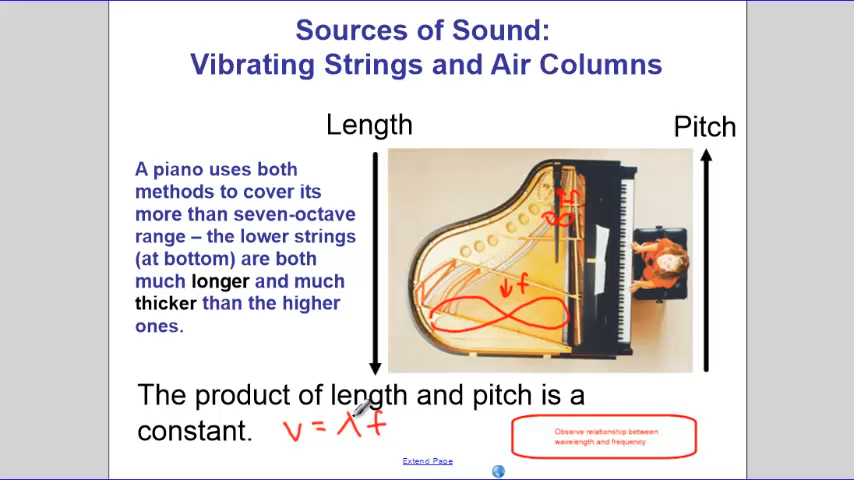 Sources of Sound:
Vibrating Strings and Air Columns
Length
Pitch
A piano uses both
methods to cover its
more than seven-octave
range – the lower strings
(at bottom) are both
much longer and much
thicker than the higher
ones.
f
The product of length and pitch is a
constant.
v = λ f
Observe relationship between
wavelength and frequency
Extend Page